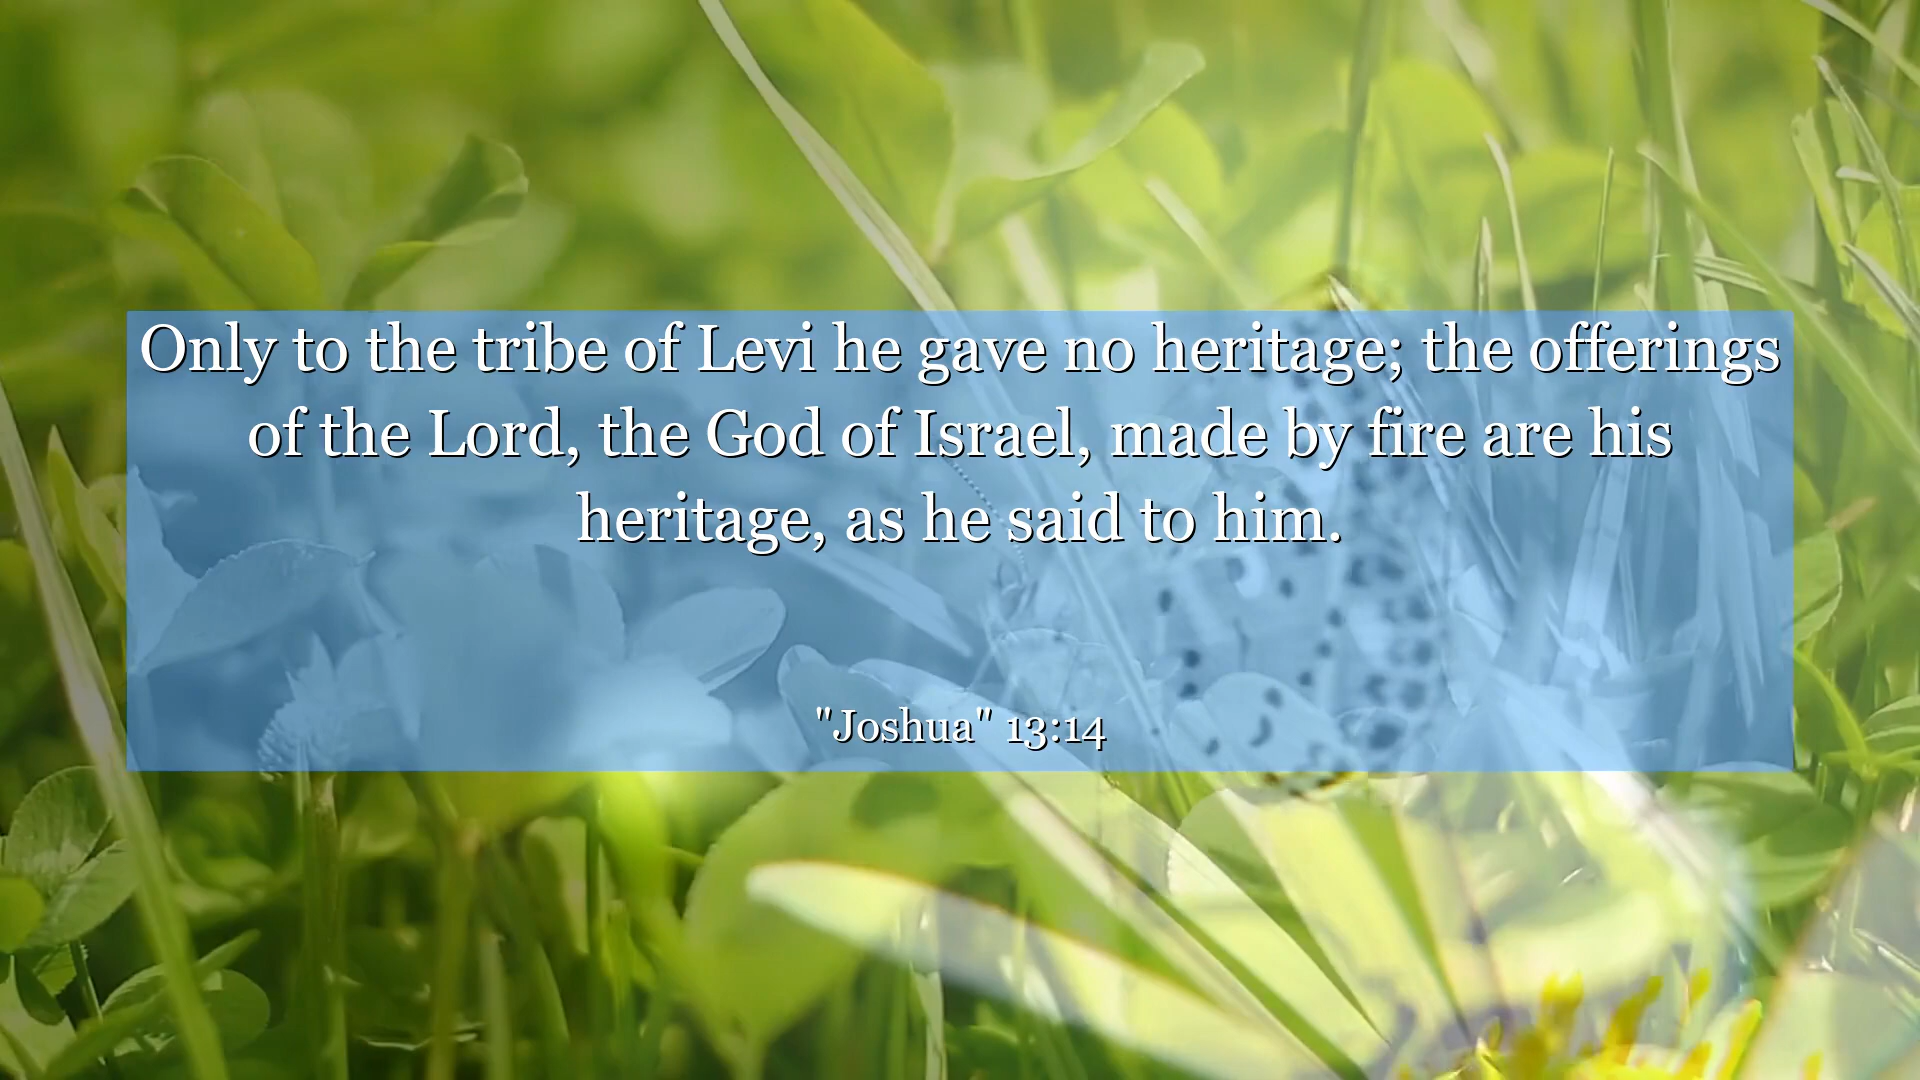 Only to the tribe of Levi he gave no heritage; the offerings
of the Lord, the God of Israel, made by fire are his
heritage, as he said to him.
"Joshua" 13:14